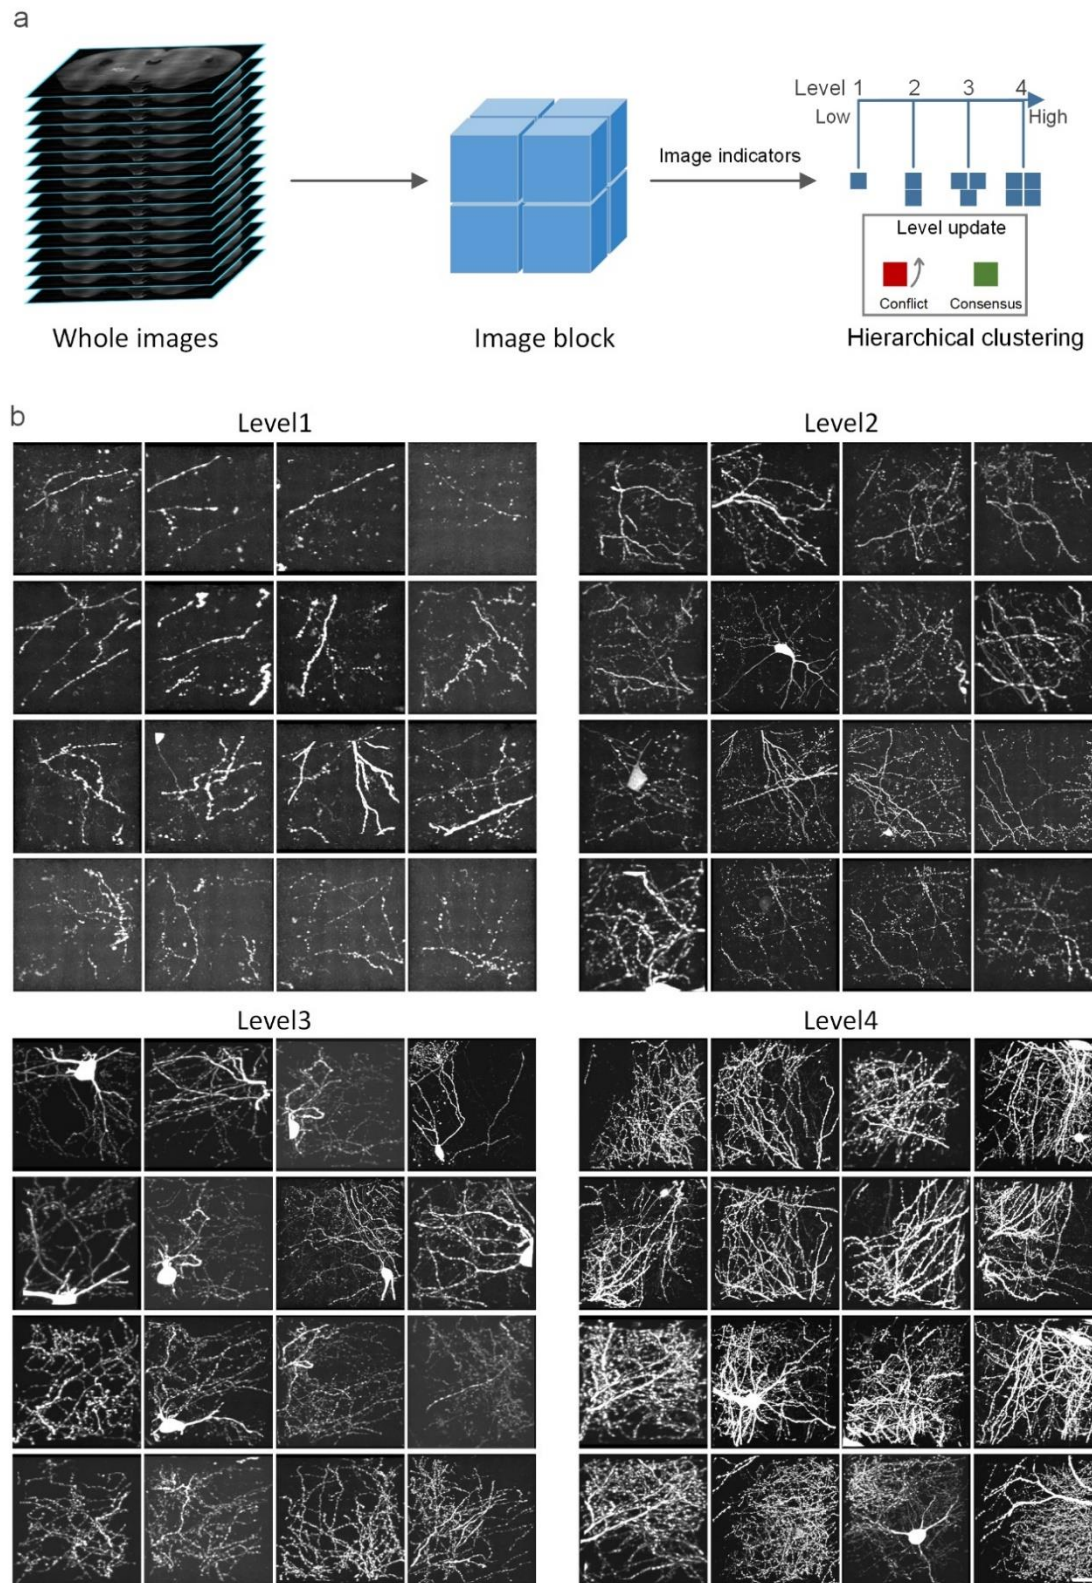 a
Level 1 2 3 4
Low High
Image indicators
Level update
Conflict Consensus
Whole images Image block Hierarchical clustering
b
Level1 Level2
Level3 Level4